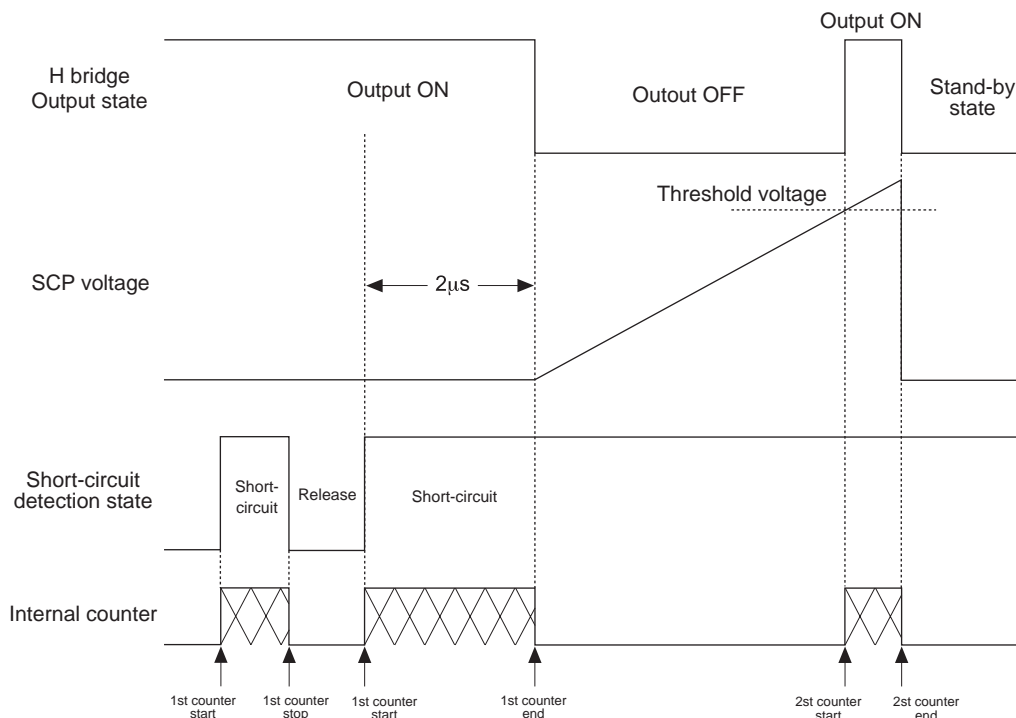 Output ON
H bridge
Output state
Output ON
Outout OFF
Stand-by
state
Threshold voltage
SCP voltage
2μs
Short-circuit
detection state
Short-
circuit
Release
Short-circuit
Internal counter
1st counter
start
1st counter
stop
1st counter
start
1st counter
end
2st counter
start
2st counter
end